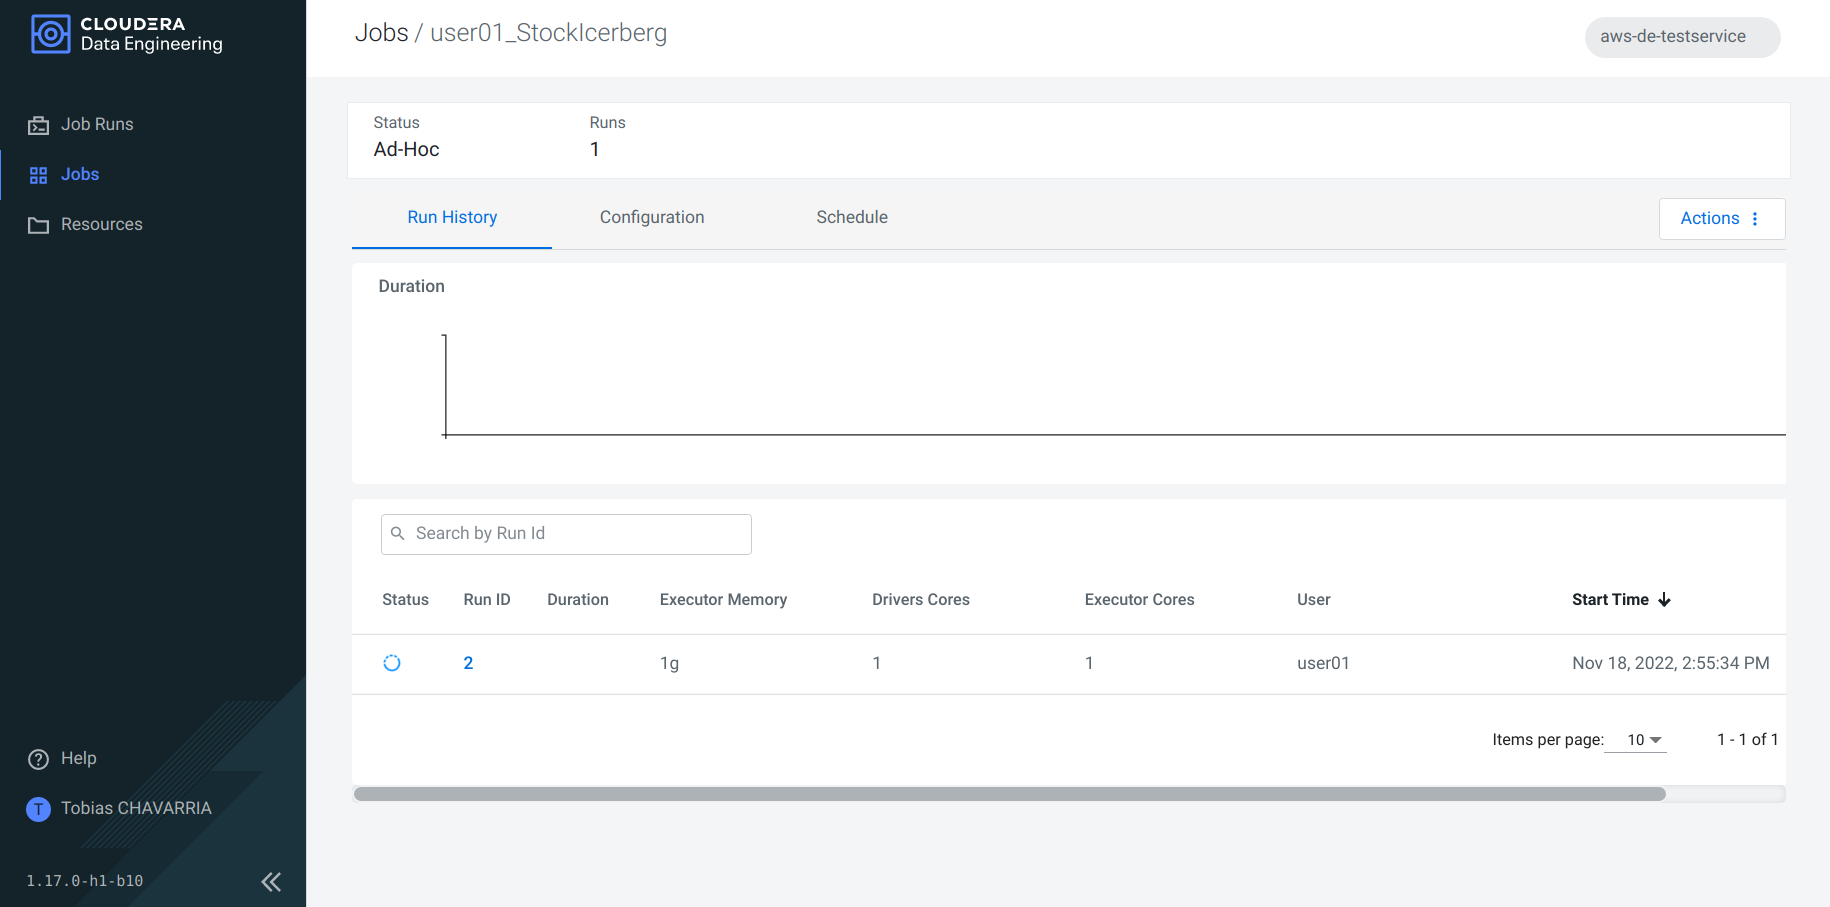 CLOUDERA
Data Engineering
Job Runs
Jobs
Resources
Help
T
Tobias CHAVARRIA
1.17.0-h1-b10
Jobs / user01_StockIcerberg
aws-de-testservice
Status
Runs
Ad-Hoc
1
Run History
Configuration
Schedule
Actions
Duration
Search by Run Id
Status Run ID Duration Executor Memory Drivers Cores Executor Cores User Start Time
2 1g 1 1 user01 Nov 18, 2022, 2:55:34 PM
Items per page: 10 1 - 1 of 1